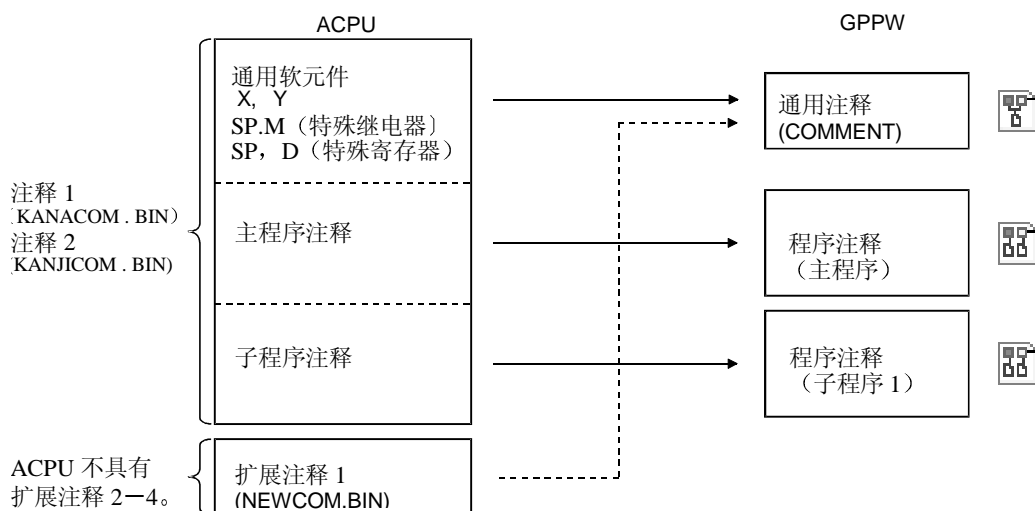 ACPU
GPPW
通用软元件
X, Y
SP.M（特殊继电器〕
SP，D（特殊寄存器）
通用注释
(COMMENT)
注释 1
(KANACOM . BIN）
注释 2
[KANJICOM . BIN)
主程序注释
程序注释
（主程序）
子程序注释
程序注释
（子程序 1）
ACPU 不具有
扩展注释 2－4。
扩展注释 1
(NEWCOM.BIN)